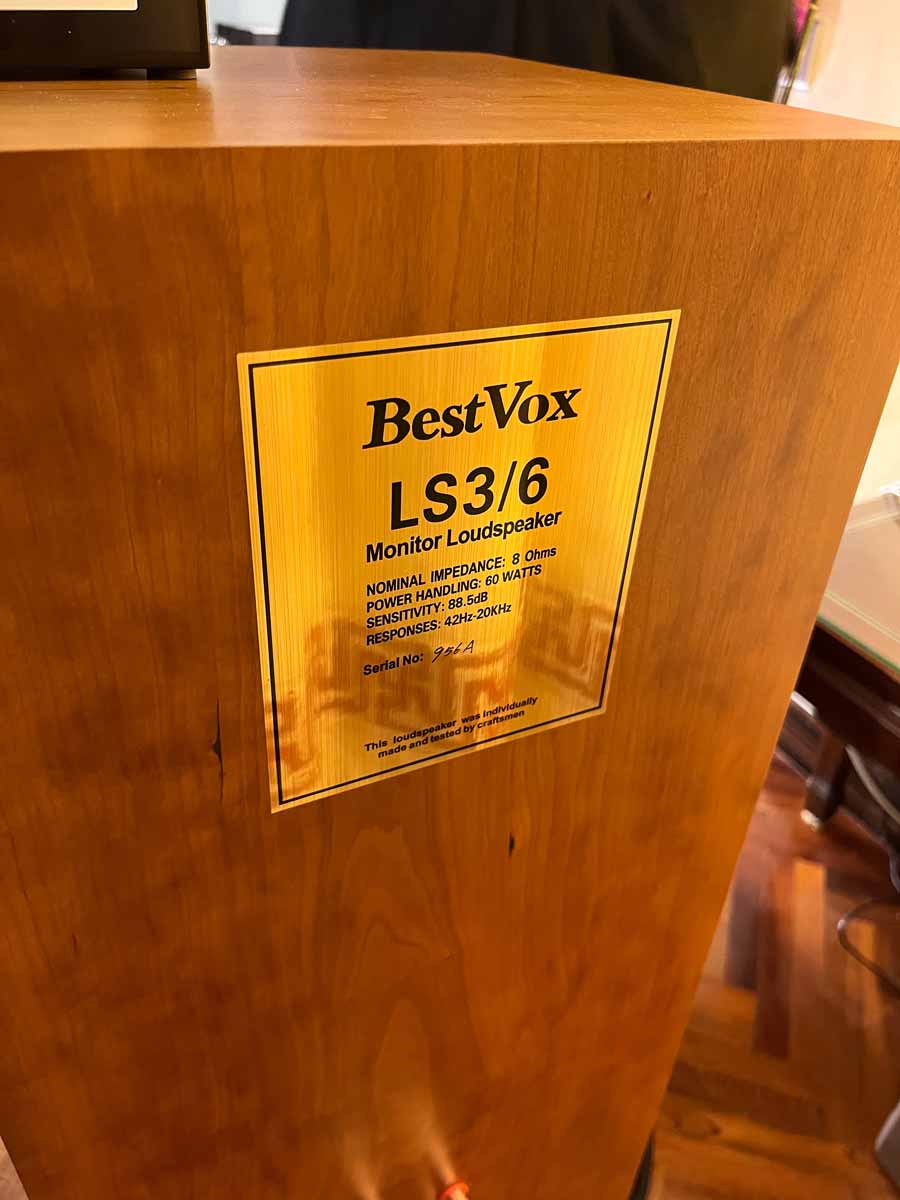 BestVox
LS3/6
Monitor Loudspeaker
NOMINAL IMPEDANCE: 8 Ohms
POWER HANDLING: 60 WATTS
SENSITIVITY: 88.5dB
RESPONSES: 42Hz-20KHz
Serial No: 956A
This loudspeaker was individually
made and tested by craftsmen